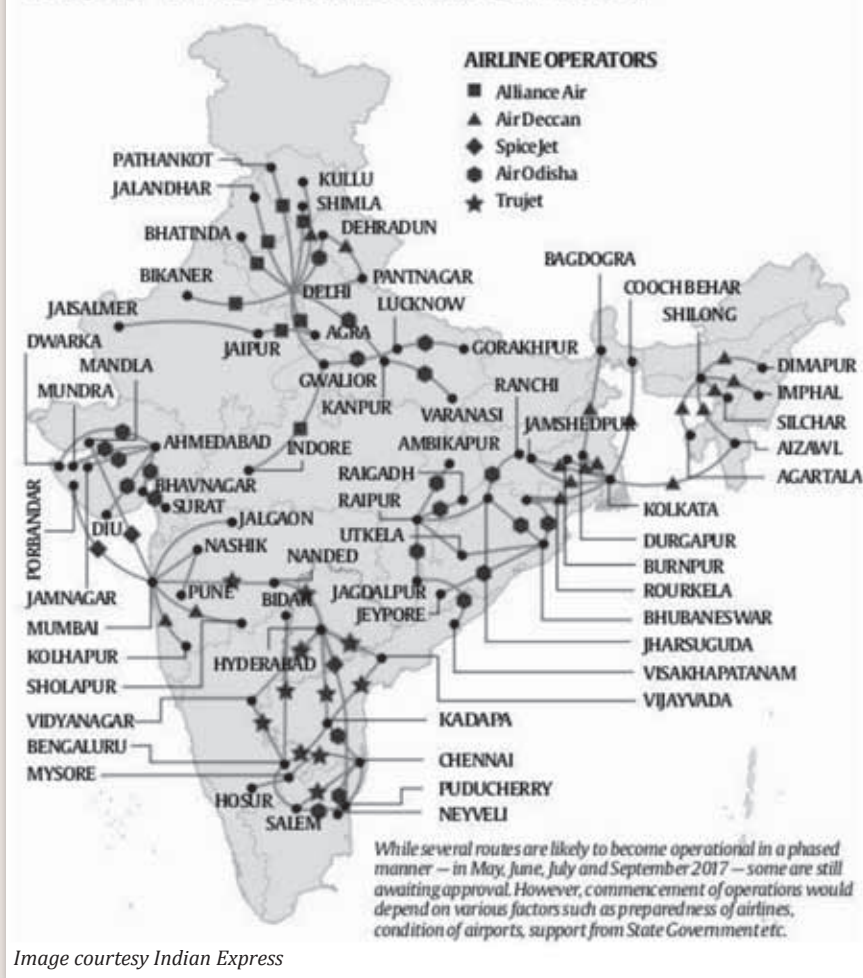 AIRLINE OPERATORS
Alliance Air
Air Deccan
SpiceJet
Air Odisha
Trujet
PATHANKOT
JALANDHAR
BHATINDA
BIKANER
JAISALMER
DWARKA
MANDLA
MUNDRA
KULLU
SHIMLA
DEHRADUN
PANTNAGAR
DELHI
LUCKNOW
AGRA
JAIPUR
GORAKHPUR
GWALIOR
KANPUR
VARANASI
BAGDOGRA
COOCHBEHAR
SHILONG
DIMAPUR
IMPHAL
SILCHAR
AIZAWL
AGARTALA
RANCHI
JAMSHEDPUR
AMBIKAPUR
INDORE
AHMEDABAD
RAIGADH
BHAVNAGAR
RAIPUR
SURAT
PORBANDAR
DIU
JALGAON
UTKELA
NASHIK
NANDED
KOLKATA
DURGAPUR
BURNPUR
ROURKELA
BHUBANESWAR
JHARSUGUDA
VISAKHAPATANAM
VIJAYVADA
JAMNAGAR
PUNE
BIDAR
JAGDALPUR
JEYPORE
MUMBAI
KOLHAPUR
HYDERABAD
SHOLAPUR
VIDYANAGAR
BENGALURU
MYSORE
HOSUR
SALEM
KADAPA
CHENNAI
PUDUCHERRY
NEYVELI
While several routes are likely to become operational in a phased
manner — in May, June, July and September 2017 — some are still
awaiting approval. However, commencement of operations would
depend on various factors such as preparedness of airlines,
condition of airports, support from State Government etc.
Image courtesy Indian Express